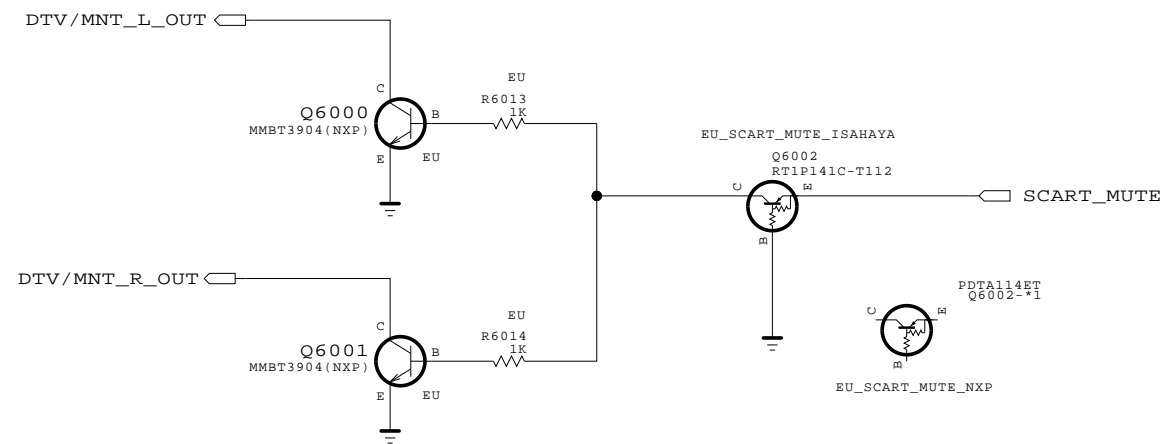 DTV/MNT_L_OUT
C
Q6000
MMBT3904(NXP)
B
E
EU
EU
R6013
1K
EU_SCART_MUTE_ISAHAYA
Q6002
RT1P141C-T112
C
E
B
SCART_MUTE
DTV/MNT_R_OUT
C
Q6001
MMBT3904(NXP)
B
E
EU
EU
R6014
1K
PDTA114ET
Q6002-*1
C
E
B
EU_SCART_MUTE_NXP